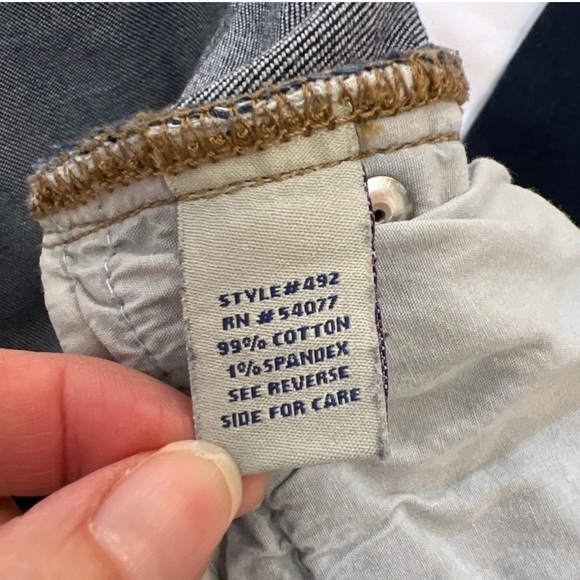 STYLE#492
RN #54077
99% COTTON
1%SPANDEX
SEE REVERSE
SIDE FOR CARE